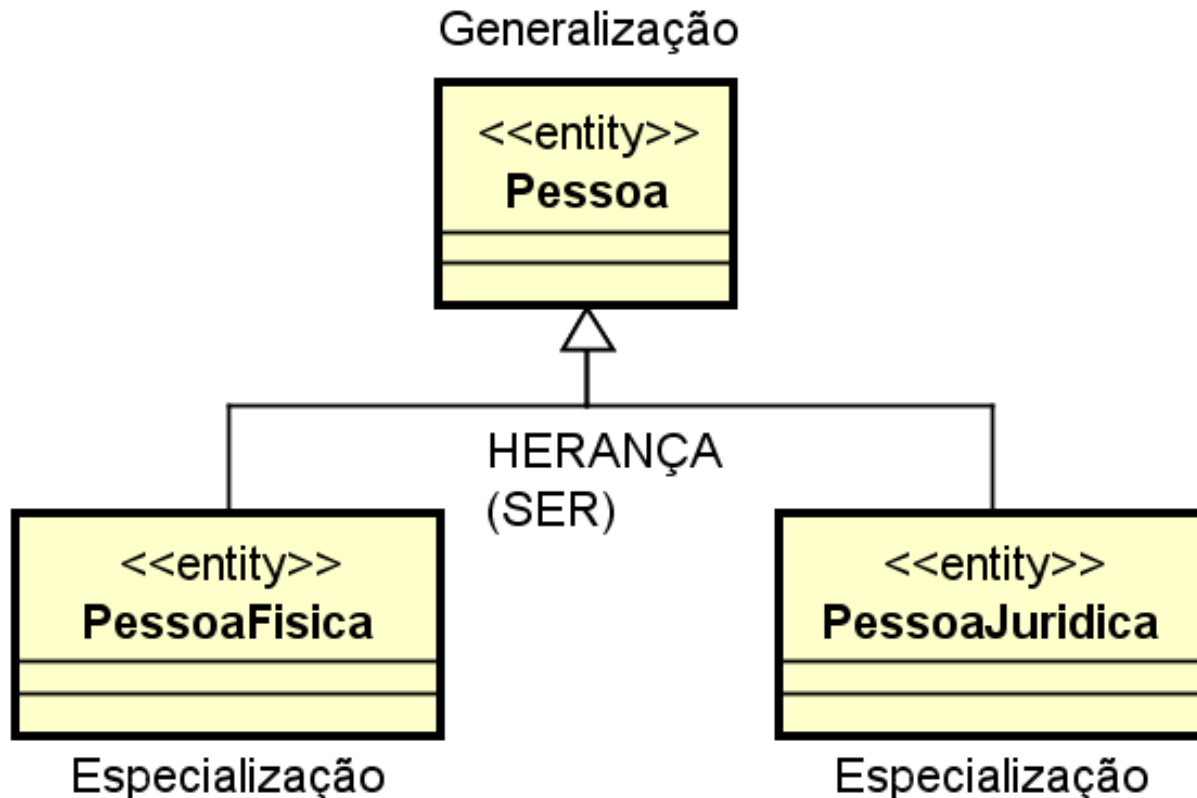 Generalização
<<entity>>
Pessoa
HERANÇA
(SER)
<<entity>>
PessoaFisica
<<entity>>
PessoaJuridica
Especialização
Especialização